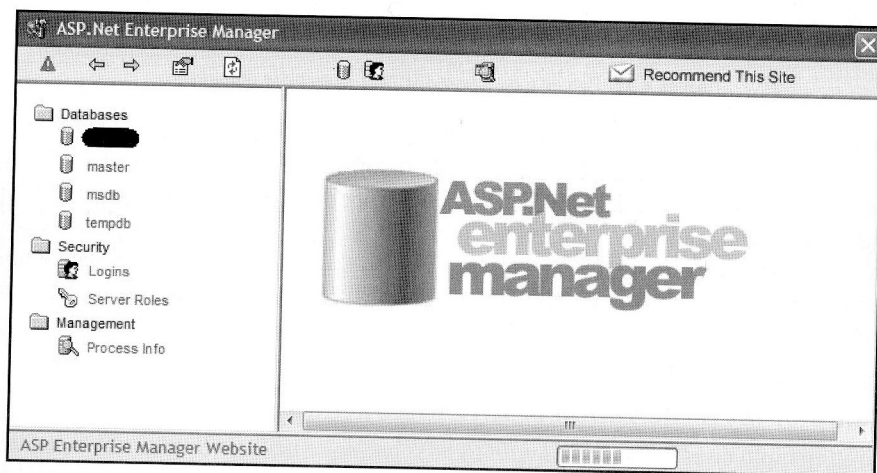 ASP.Net Enterprise Manager
Recommend This Site
Databases
master
msdb
tempdb
Security
Logins
Server Roles
Management
Process Info
ASP.Net
enterprise
manager
ASP Enterprise Manager Website